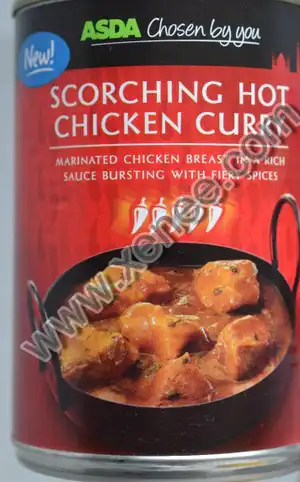 ASDA Chosen by you
New!
SCORCHING HOT
CHICKEN CURRY
MARINATED CHICKEN BREAST IN A RICH
SAUCE BURSTING WITH FIERY SPICES
www.xenee.com